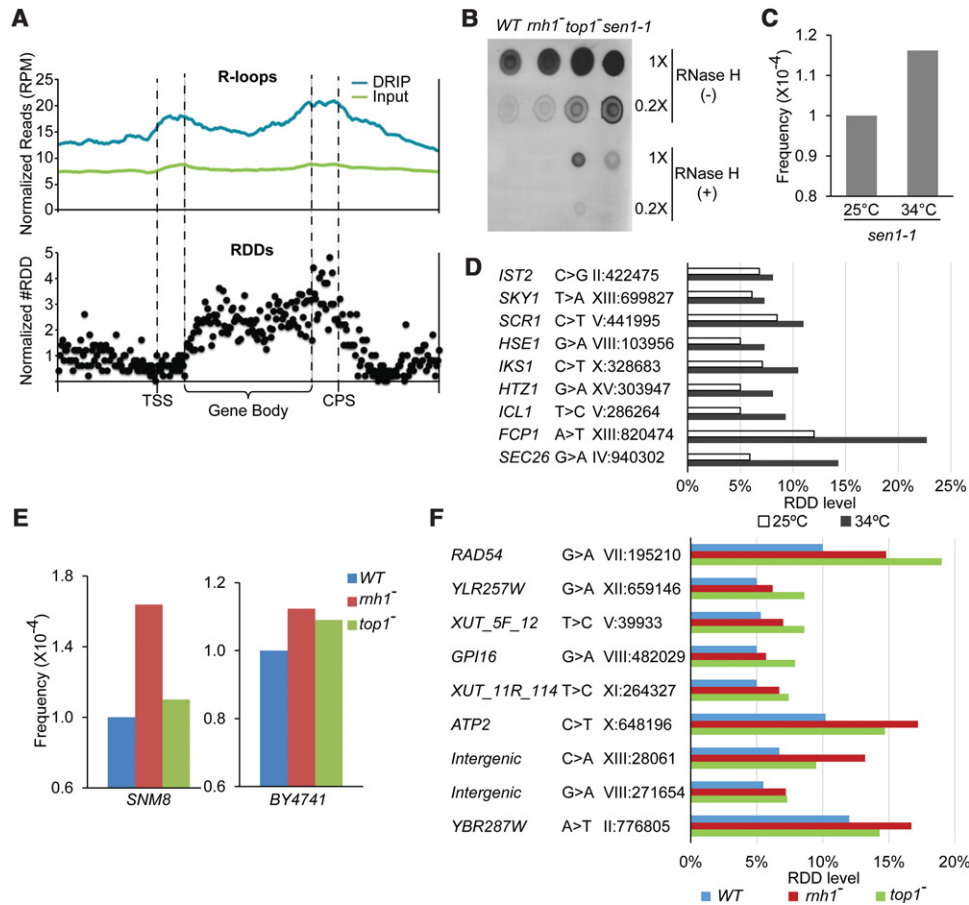 A
R-loops
DRIP
Input
Normalized Reads (RPM)
25
20
15
10
5
0
RDDs
Normalized #RDD
5
4
3
2
1
0
TSS
Gene Body
CPS
B
WT rnh1⁻ top1⁻ sen1-1
1X
0.2X
RNase H
(-)
1X
0.2X
RNase H
(+)
C
Frequency (X10⁻⁴)
1.2
1.1
1
0.9
0.8
25°C 34°C
sen1-1
D
IST2 C>G II:422475
SKY1 T>A XIII:699827
SCR1 C>T V:441995
HSE1 G>A VIII:103956
IKS1 C>T X:328683
HTZ1 G>A XV:303947
ICL1 T>C V:286264
FCP1 A>T XIII:820474
SEC26 G>A IV:940302
0% 5% 10% 15% 20% 25%
RDD level
25ºC 34ºC
E
Frequency (X10⁻⁴)
1.8
1.4
1.0
0.6
SNM8
1.2
1.0
0.8
0.6
BY4741
WT
rnh1⁻
top1⁻
F
RAD54 G>A VII:195210
YLR257W G>A XII:659146
XUT_5F_12 T>C V:39933
GPI16 G>A VIII:482029
XUT_11R_114 T>C XI:264327
ATP2 C>T X:648196
Intergenic C>A XIII:28061
Intergenic G>A VIII:271654
YBR287W A>T II:776805
0% 5% 10% 15% 20%
RDD level
WT rnh1⁻ top1⁻